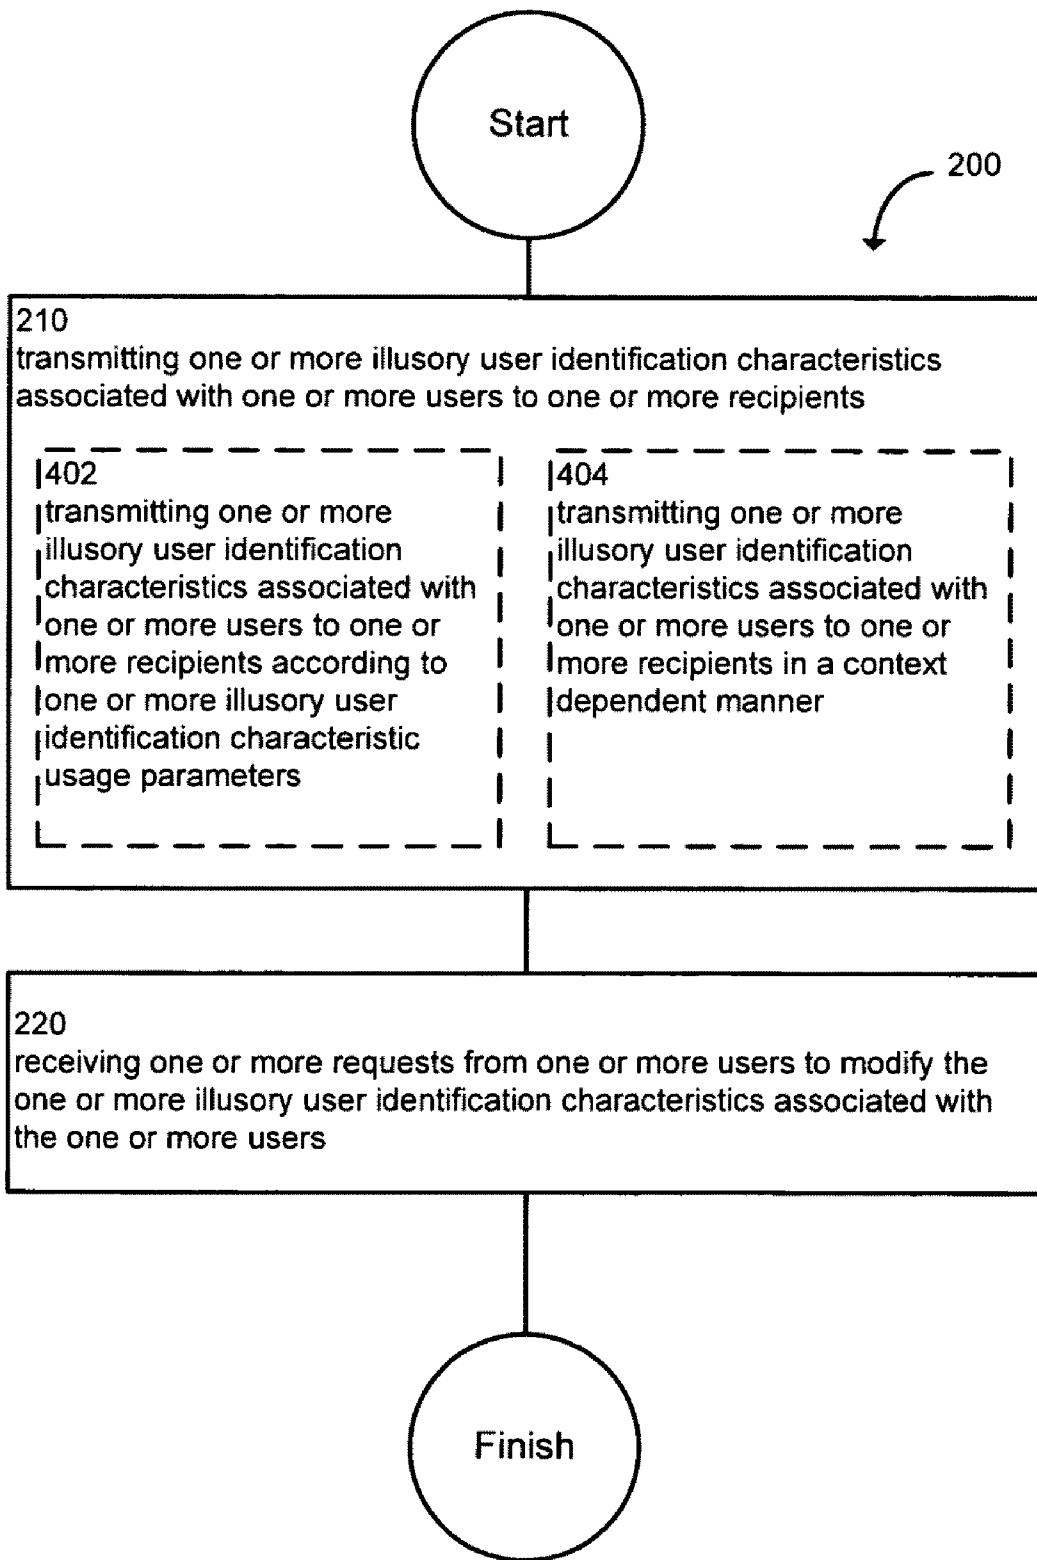 Start
200
210
transmitting one or more illusory user identification characteristics
associated with one or more users to one or more recipients
402
transmitting one or more
illusory user identification
characteristics associated with
one or more users to one or
more recipients according to
one or more illusory user
identification characteristic
usage parameters
404
transmitting one or more
illusory user identification
characteristics associated with
one or more users to one or
more recipients in a context
dependent manner
220
receiving one or more requests from one or more users to modify the
one or more illusory user identification characteristics associated with
the one or more users
Finish